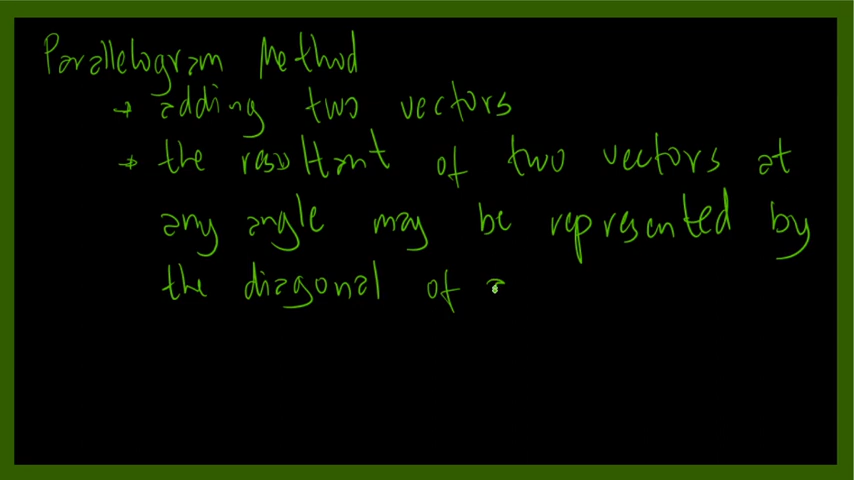 Parallelogram Method
→ adding two vectors
→ the resultant of two vectors at
any angle may be represented by
the diagonal of a